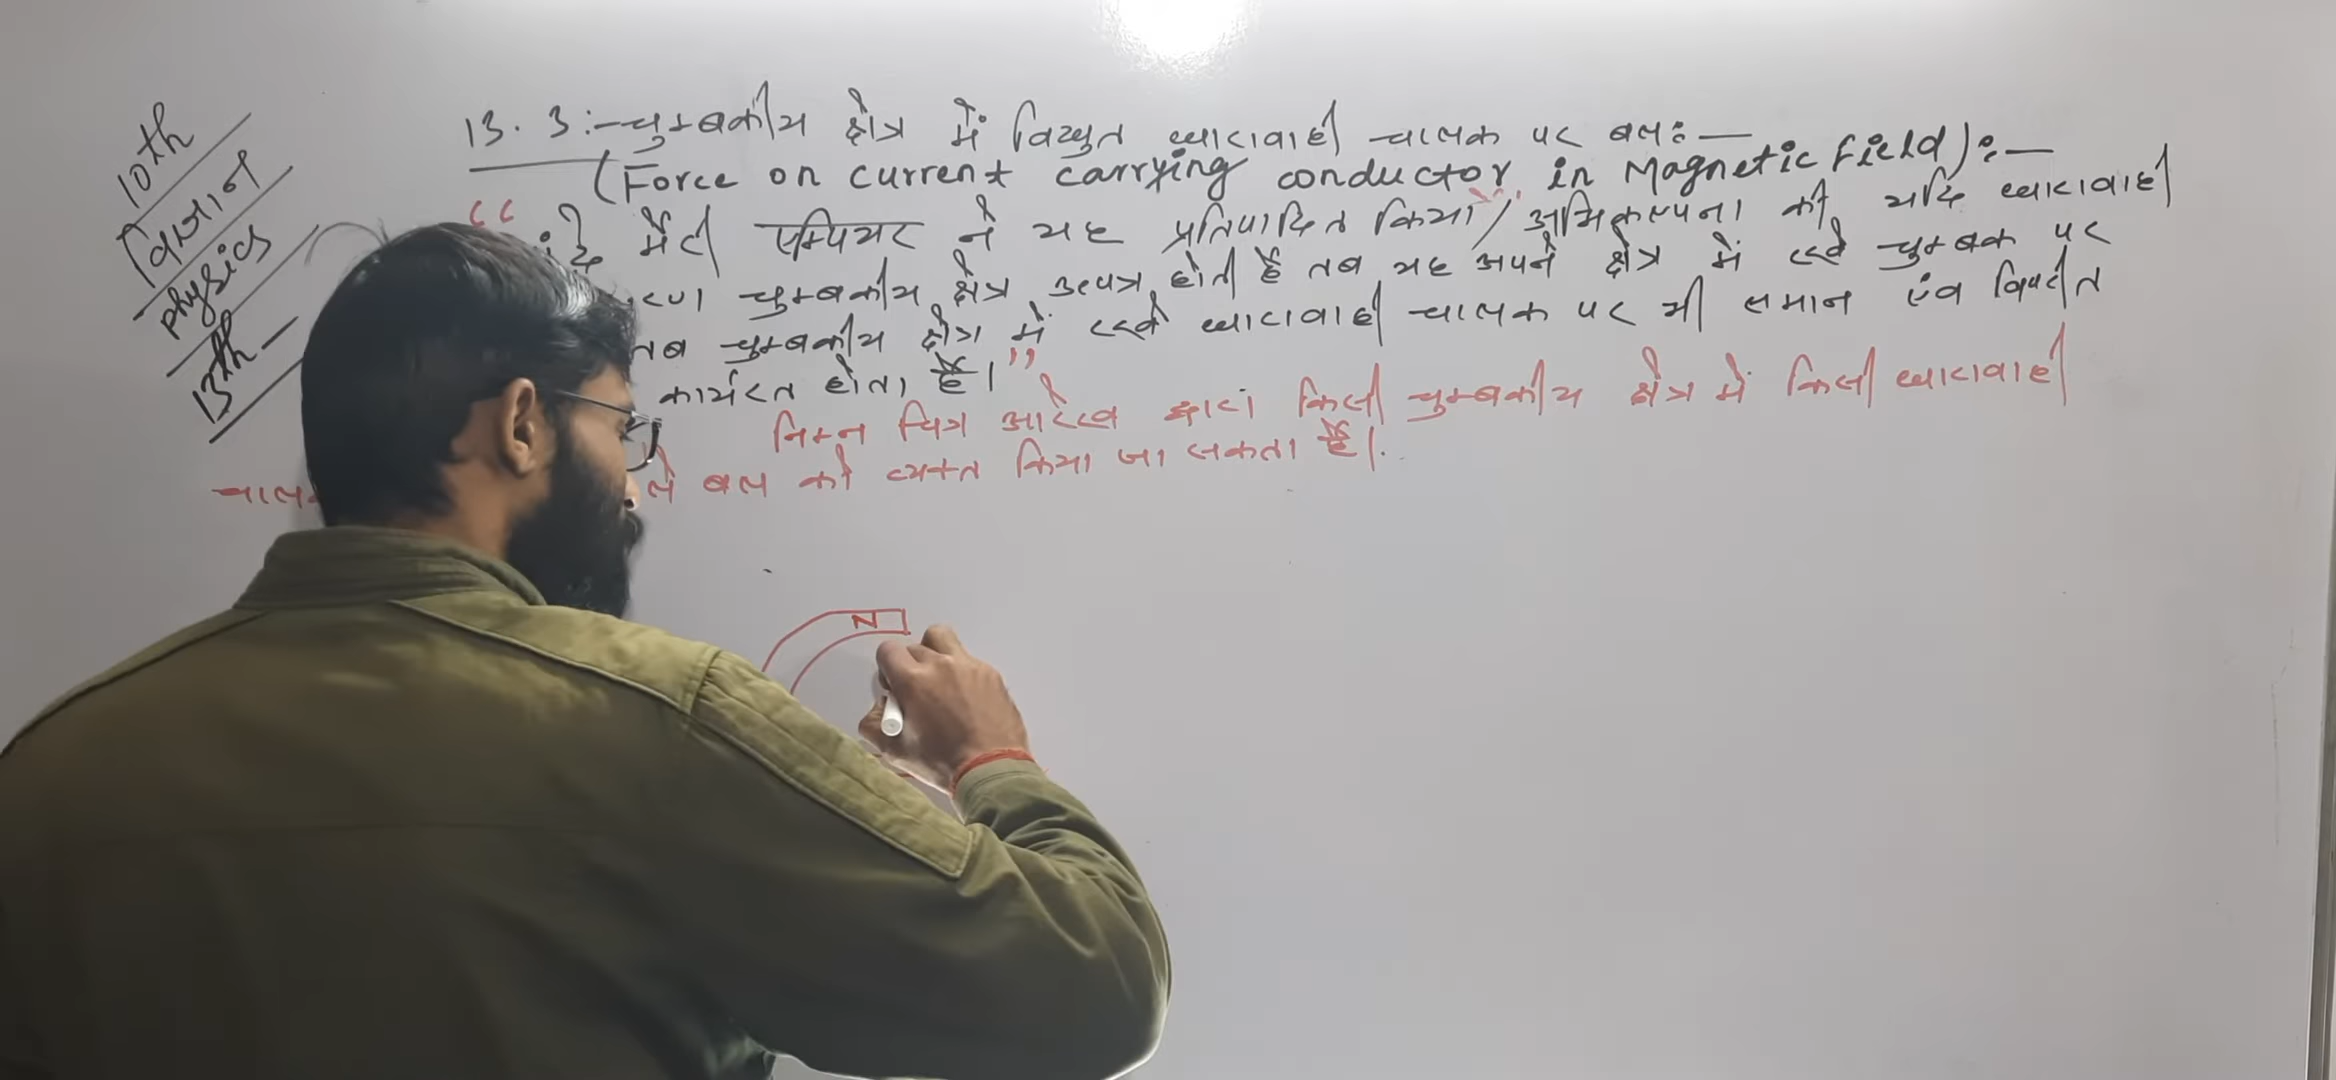 10th
विज्ञान
physics
13th
13.3:- चुम्बकीय क्षेत्र में विद्युत धारावाही चालक पर बल:—
(Force on current carrying conductor in Magnetic Field):—
“ मेरी एम्पियर ने यह प्रतिपादित किया / अभिकल्पना की, यदि धारावाही
चुम्बकीय क्षेत्र उत्पन्न होती है तब यह अपने क्षेत्र में रखे चुम्बक पर
तब चुम्बकीय क्षेत्र में रखे धारावाही चालक पर भी समान एंव विपरीत
कार्यरत होता है।”
निम्न चित्र आरेख द्वारा किसी चुम्बकीय क्षेत्र में किसी धारावाही
बल को व्यक्त किया जा सकता है।
N